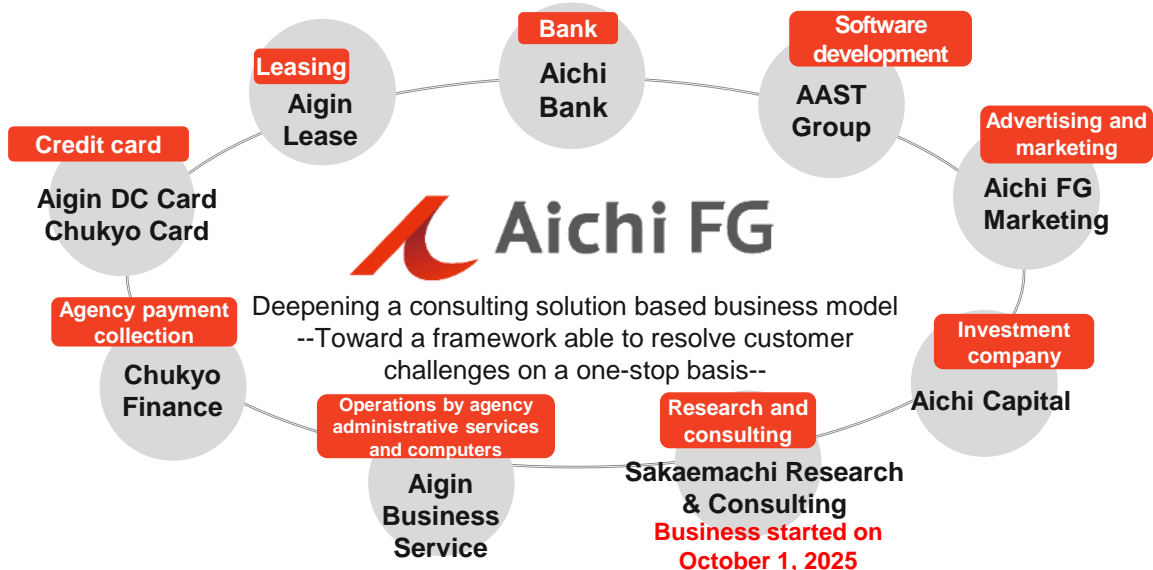 Bank
Aichi
Bank
Software
development
AAST
Group
Advertising and
marketing
Aichi FG
Marketing
Investment
company
Aichi Capital
Research and
consulting
Sakaemachi Research
& Consulting
Business started on
October 1, 2025
Operations by agency
administrative services
and computers
Aigin
Business
Service
Agency payment
collection
Chukyo
Finance
Credit card
Aigin DC Card
Chukyo Card
Leasing
Aigin
Lease
Aichi FG
Deepening a consulting solution based business model
--Toward a framework able to resolve customer
challenges on a one-stop basis--